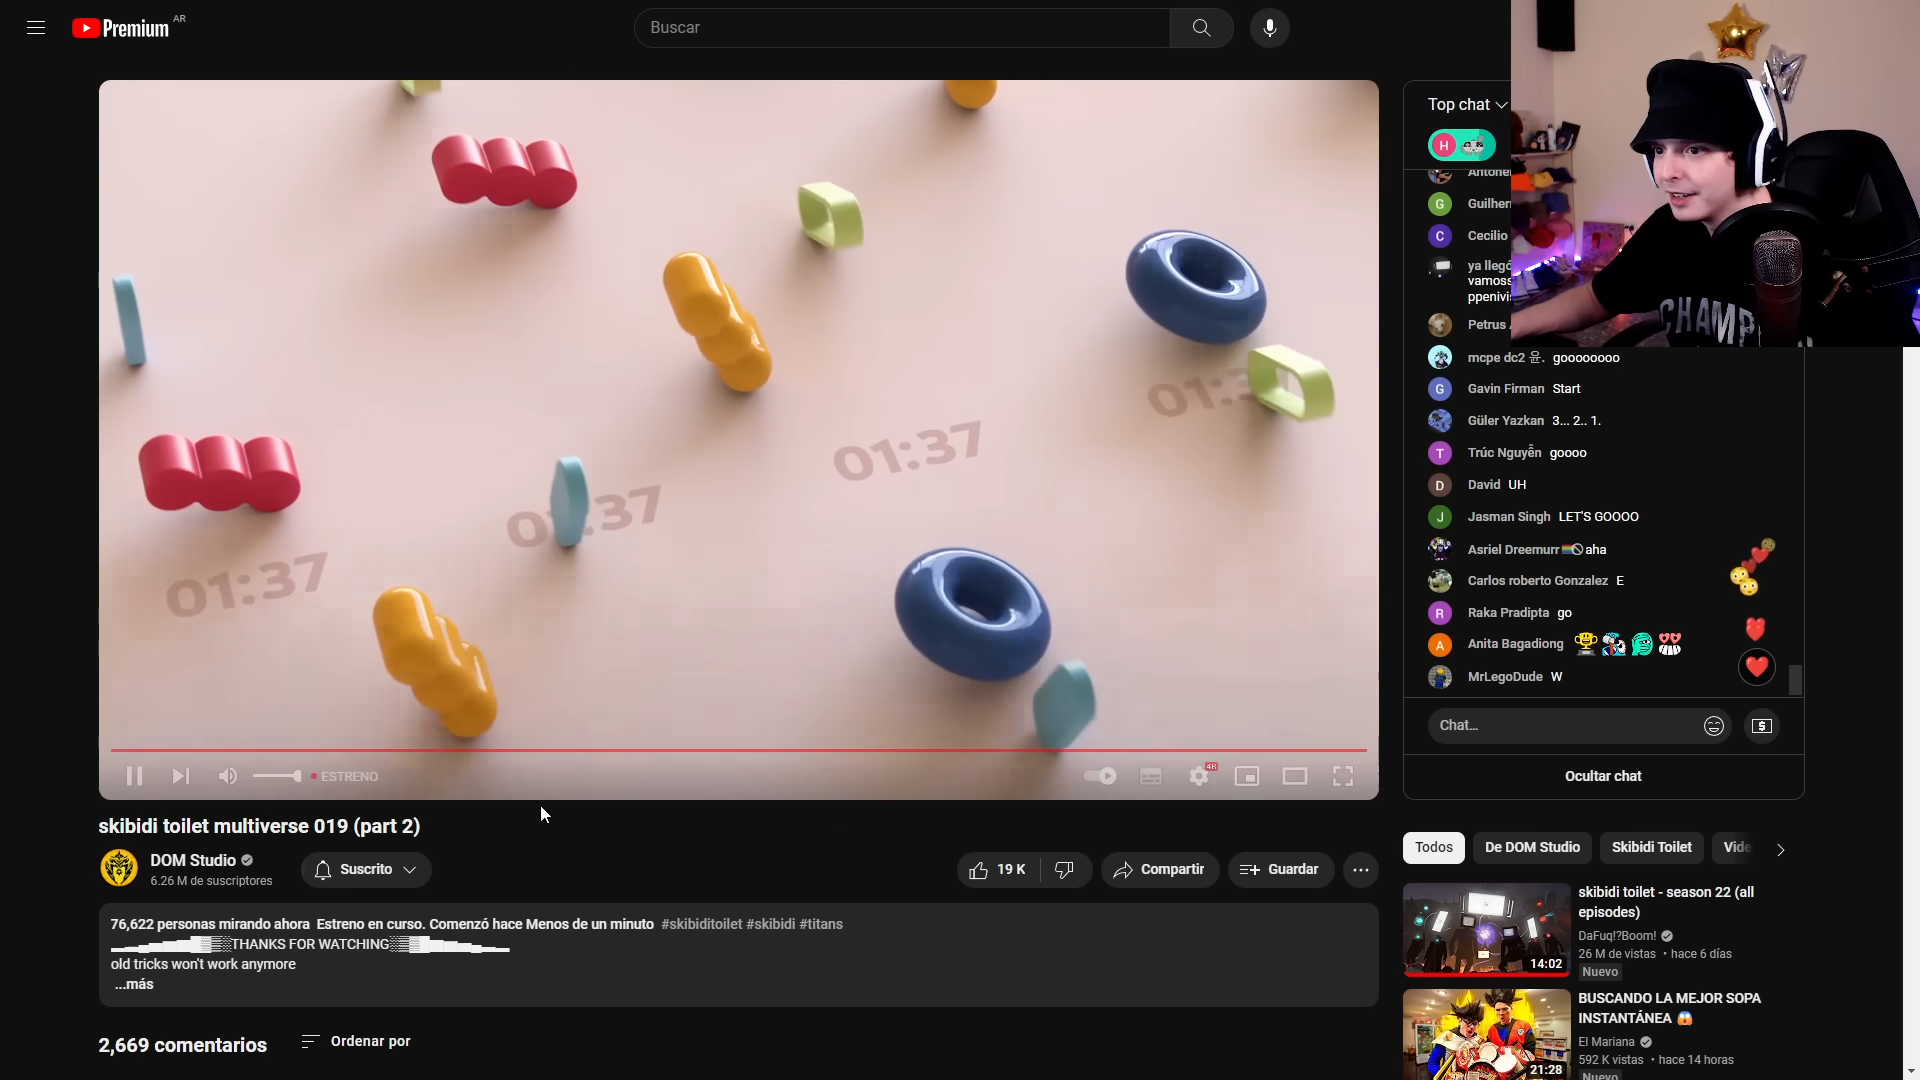 Premium AR
Buscar
01:37
01:37
01:37
ESTRENO
4K
skibidi toilet multiverse 019 (part 2)
DOM Studio
6.26 M de suscriptores
Suscrito
19 K
Compartir
Guardar
76,622 personas mirando ahora Estreno en curso. Comenzó hace Menos de un minuto #skibiditoilet #skibidi #titans
▂▂▄▅▅▆█▓▒░THANKS FOR WATCHING░▒▓█▆▅▅▄▂▂
old tricks won't work anymore
...más
2,669 comentarios
Ordenar por
Top chat
H
G
C Cecilio
ya llegó
vamos
Petrus
mcpe dc2 윤. goooooooo
G Gavin Firman Start
Güler Yazkan 3... 2.. 1.
T Trúc Nguyễn goooo
D David UH
J Jasman Singh LET'S GOOOO
Asriel Dreemurr 🏳️‍🌈🚫 aha
Carlos roberto Gonzalez E
R Raka Pradipta go
A Anita Bagadiong
MrLegoDude W
Chat...
Ocultar chat
CHAMP
Todos
De DOM Studio
Skibidi Toilet
Vide
14:02
skibidi toilet - season 22 (all
episodes)
DaFuq!?Boom!
26 M de vistas • hace 6 días
Nuevo
21:28
BUSCANDO LA MEJOR SOPA
INSTANTÁNEA 😱
El Mariana
592 K vistas • hace 14 horas
Nuevo